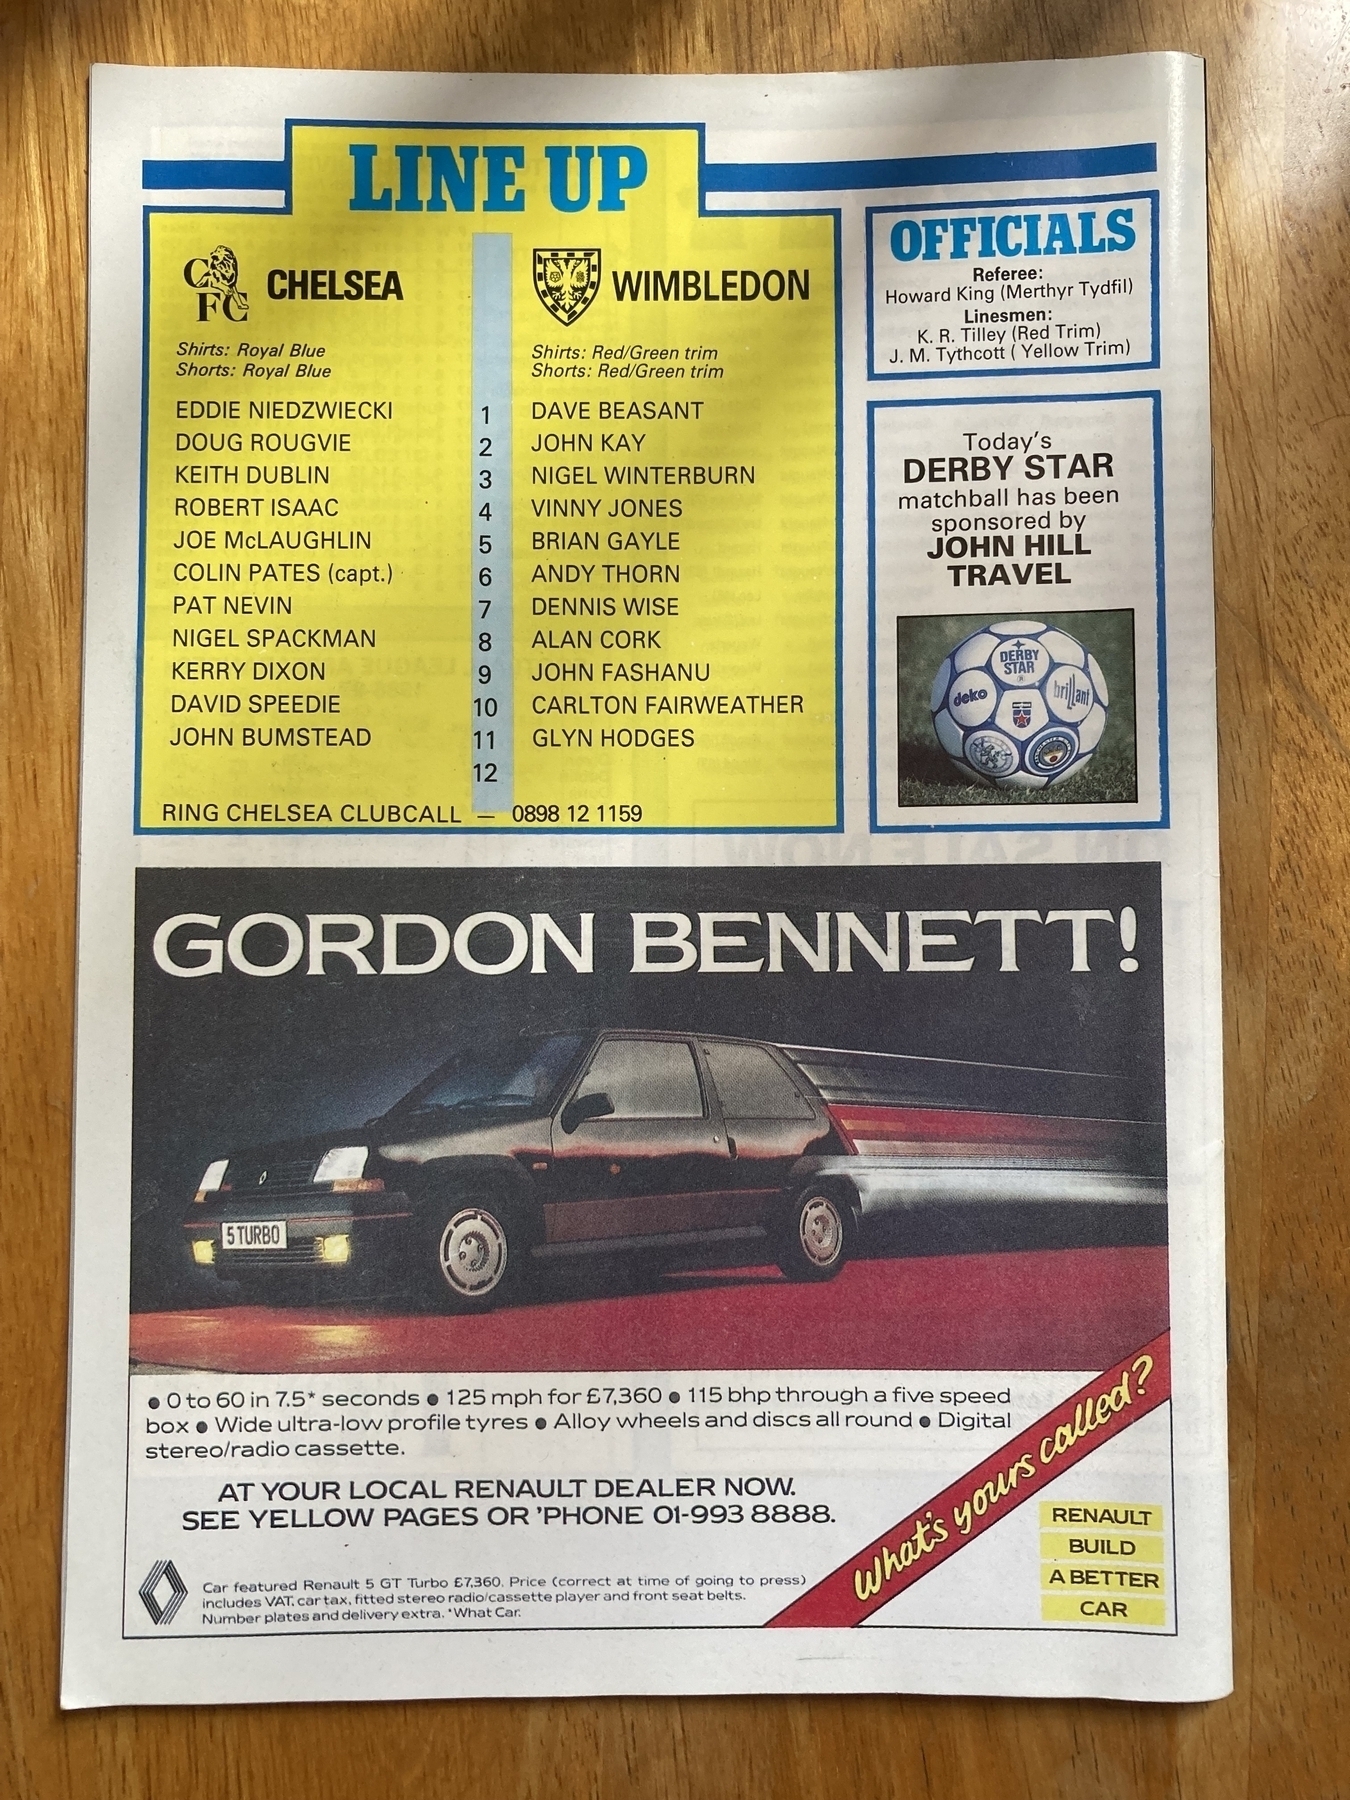 LINE UP
CFC
CHELSEA
WIMBLEDON
Shirts: Royal Blue
Shorts: Royal Blue
Shirts: Red/Green trim
Shorts: Red/Green trim
EDDIE NIEDZWIECKI 1 DAVE BEASANT
DOUG ROUGVIE 2 JOHN KAY
KEITH DUBLIN 3 NIGEL WINTERBURN
ROBERT ISAAC 4 VINNY JONES
JOE McLAUGHLIN 5 BRIAN GAYLE
COLIN PATES (capt.) 6 ANDY THORN
PAT NEVIN 7 DENNIS WISE
NIGEL SPACKMAN 8 ALAN CORK
KERRY DIXON 9 JOHN FASHANU
DAVID SPEEDIE 10 CARLTON FAIRWEATHER
JOHN BUMSTEAD 11 GLYN HODGES
12
RING CHELSEA CLUBCALL — 0898 12 1159
OFFICIALS
Referee:
Howard King (Merthyr Tydfil)
Linesmen:
K. R. Tilley (Red Trim)
J. M. Tythcott ( Yellow Trim)
Today's
DERBY STAR
matchball has been
sponsored by
JOHN HILL
TRAVEL
DERBY
STAR
deko
brillant
GORDON BENNETT!
5 TURBO
● 0 to 60 in 7.5* seconds ● 125 mph for £7,360 ● 115 bhp through a five speed
box ● Wide ultra-low profile tyres ● Alloy wheels and discs all round ● Digital
stereo/radio cassette.
AT YOUR LOCAL RENAULT DEALER NOW.
SEE YELLOW PAGES OR 'PHONE 01-993 8888.
What's yours called?
RENAULT
BUILD
A BETTER
CAR
Car featured Renault 5 GT Turbo £7,360. Price (correct at time of going to press)
includes VAT, car tax, fitted stereo radio/cassette player and front seat belts.
Number plates and delivery extra. *What Car.